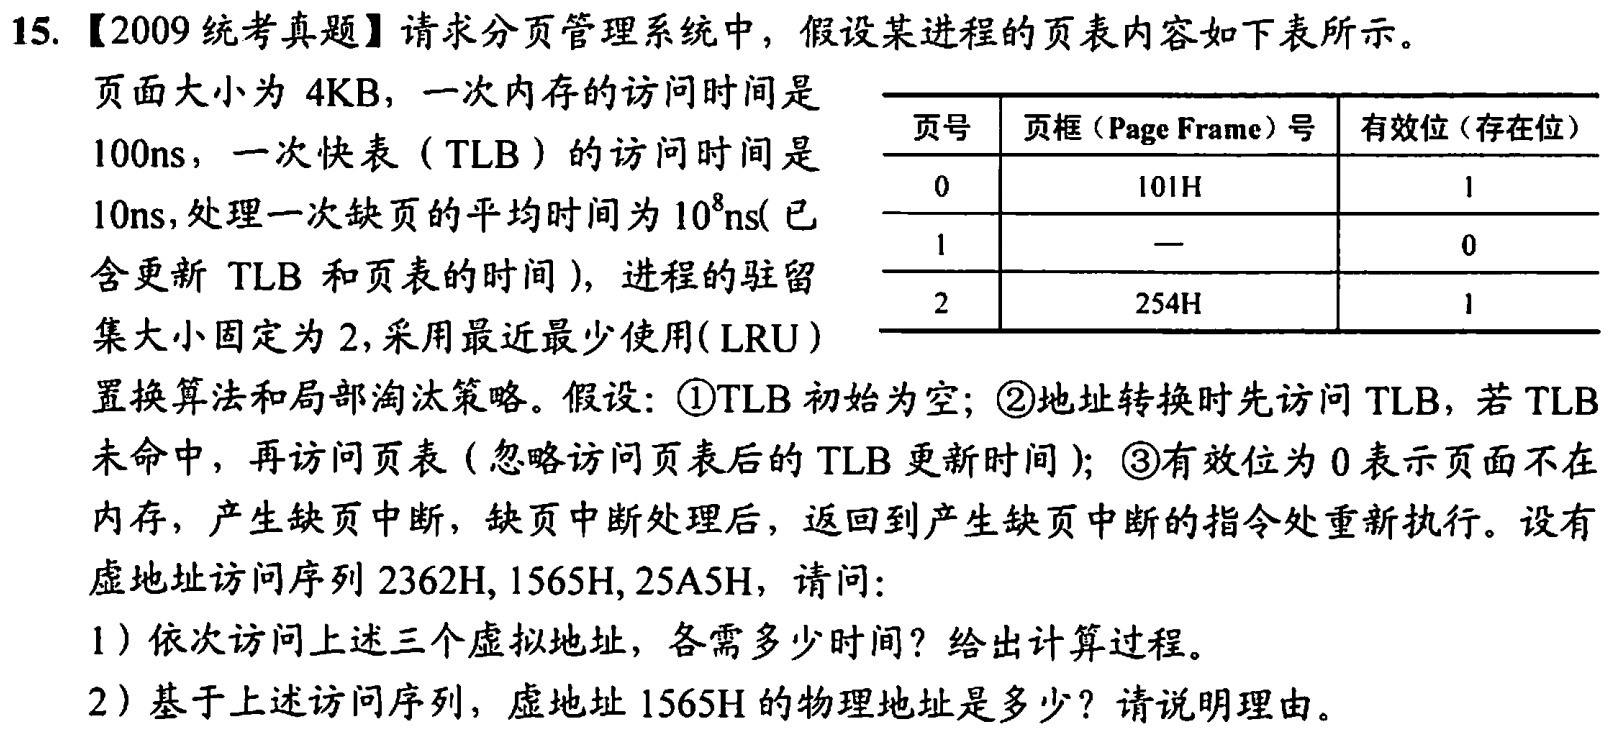 15.【2009 统考真题】请求分页管理系统中，假设某进程的页表内容如下表所示。
页面大小为 4KB，一次内存的访问时间是
100ns，一次快表（TLB）的访问时间是
10ns，处理一次缺页的平均时间为 10⁸ns（已
含更新 TLB 和页表的时间），进程的驻留
集大小固定为 2，采用最近最少使用（LRU）
页号 页框（Page Frame）号 有效位（存在位）
0 101H 1
1 — 0
2 254H 1
置换算法和局部淘汰策略。假设：①TLB 初始为空；②地址转换时先访问 TLB，若 TLB
未命中，再访问页表（忽略访问页表后的 TLB 更新时间）；③有效位为 0 表示页面不在
内存，产生缺页中断，缺页中断处理后，返回到产生缺页中断的指令处重新执行。设有
虚地址访问序列 2362H, 1565H, 25A5H，请问：
1）依次访问上述三个虚拟地址，各需多少时间？给出计算过程。
2）基于上述访问序列，虚地址 1565H 的物理地址是多少？请说明理由。